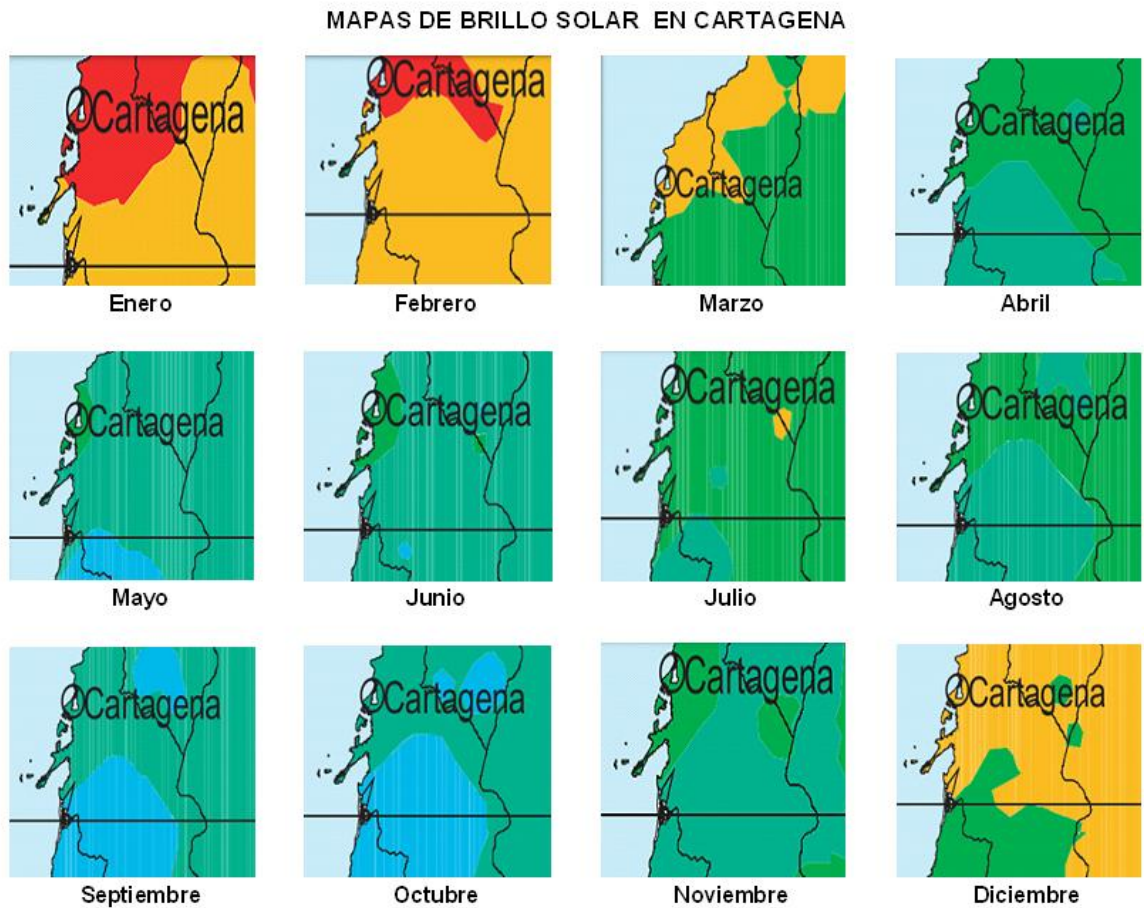 MAPAS DE BRILLO SOLAR EN CARTAGENA
Cartagena
Cartagena
Cartagena
Cartagena
Enero
Febrero
Marzo
Abril
Cartagena
Cartagena
Cartagena
Cartagena
Mayo
Junio
Julio
Agosto
Cartagena
Cartagena
Cartagena
Cartagena
Septiembre
Octubre
Noviembre
Diciembre